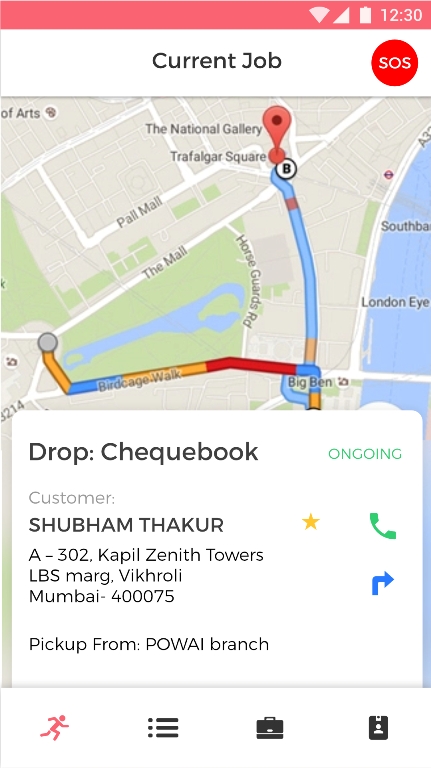 12:30
Current Job
SOS
of Arts
The National Gallery
Trafalgar Square
B
A3
Pall Mall
Southba
The Mall
Horse Guards Rd
London Eye
Birdcage Walk
Big Ben
3214
Drop: Chequebook
ONGOING
Customer:
SHUBHAM THAKUR
A – 302, Kapil Zenith Towers
LBS marg, Vikhroli
Mumbai- 400075
Pickup From: POWAI branch